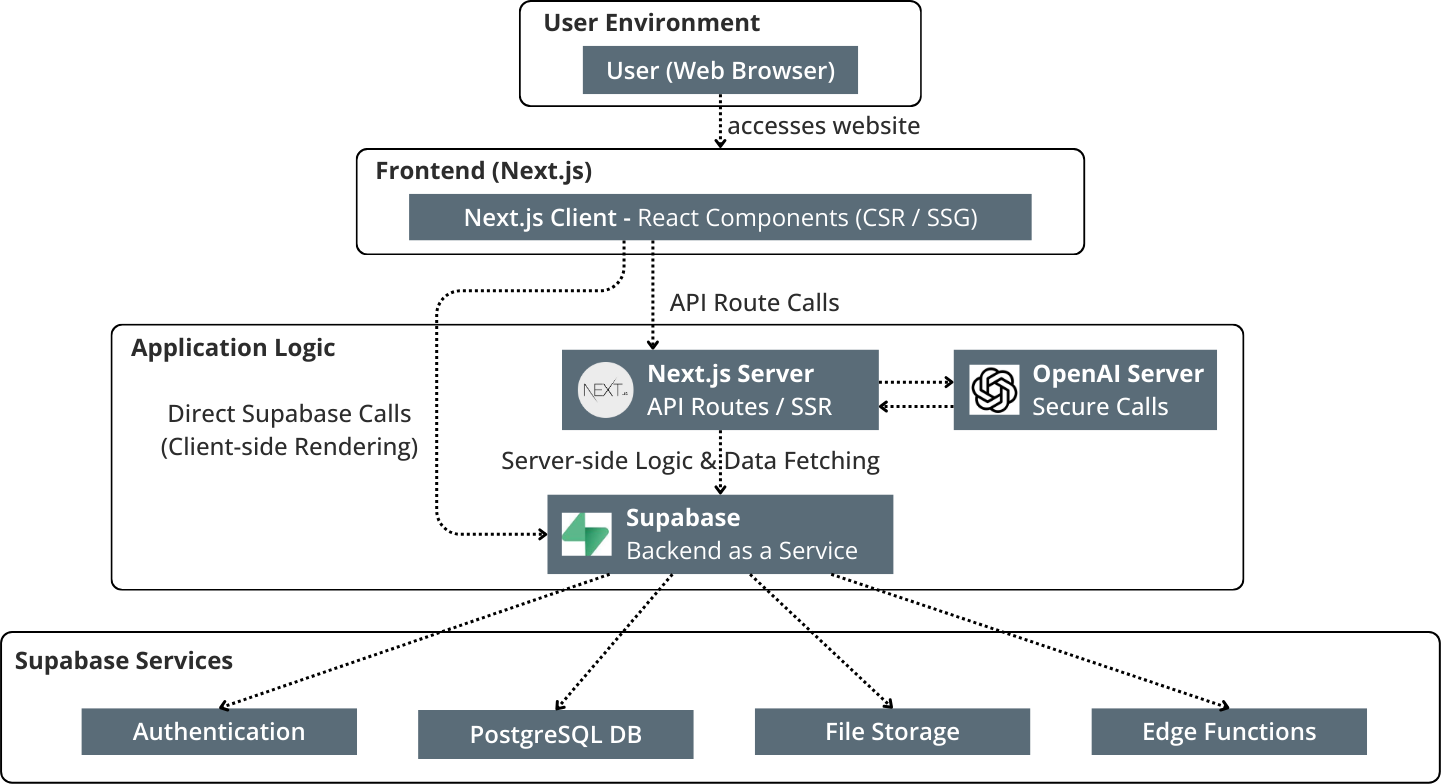 User Environment
User (Web Browser)
accesses website
Frontend (Next.js)
Next.js Client - React Components (CSR / SSG)
API Route Calls
Application Logic
Direct Supabase Calls
(Client-side Rendering)
NEXT.JS
Next.js Server
API Routes / SSR
OpenAI Server
Secure Calls
Server-side Logic & Data Fetching
Supabase
Backend as a Service
Supabase Services
Authentication
PostgreSQL DB
File Storage
Edge Functions